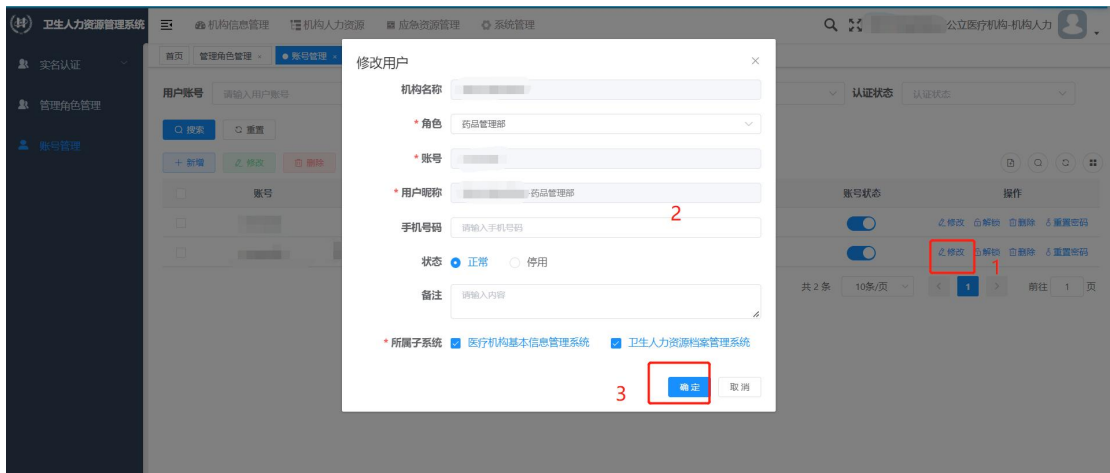 卫生人力资源管理系统 机构信息管理 机构人力资源 应急资源管理 系统管理 公立医疗机构-机构人力
实名认证
管理角色管理
账号管理
首页 管理角色管理 × 账号管理 ×
用户账号 请输入用户账号 认证状态 认证状态
搜索 重置
+ 新增 修改 删除
账号 账号状态 操作
修改 解锁 删除 重置密码
修改 解锁 删除 重置密码
1
共 2 条 10条/页 < 1 > 前往 1 页
修改用户 ×
机构名称
* 角色 药品管理部
* 账号
* 用户昵称 -药品管理部
2
手机号码 请输入手机号码
状态 正常 停用
备注 请输入内容
* 所属子系统 医疗机构基本信息管理系统 卫生人力资源档案管理系统
3 确定 取消